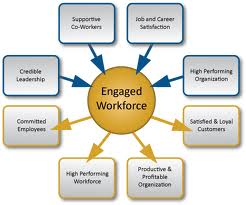 Supportive
Co-Workers
Job and Career
Satisfaction
Credible
Leadership
High Performing
Organization
Engaged
Workforce
Committed
Employees
Satisfied & Loyal
Customers
High Performing
Workforce
Productive &
Profitable
Organization